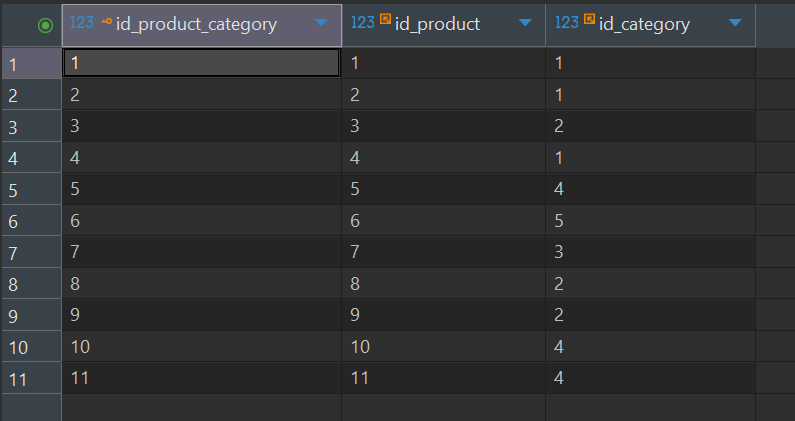 123 id_product_category 123 id_product 123 id_category
1 1 1 1
2 2 2 1
3 3 3 2
4 4 4 1
5 5 5 4
6 6 6 5
7 7 7 3
8 8 8 2
9 9 9 2
10 10 10 4
11 11 11 4